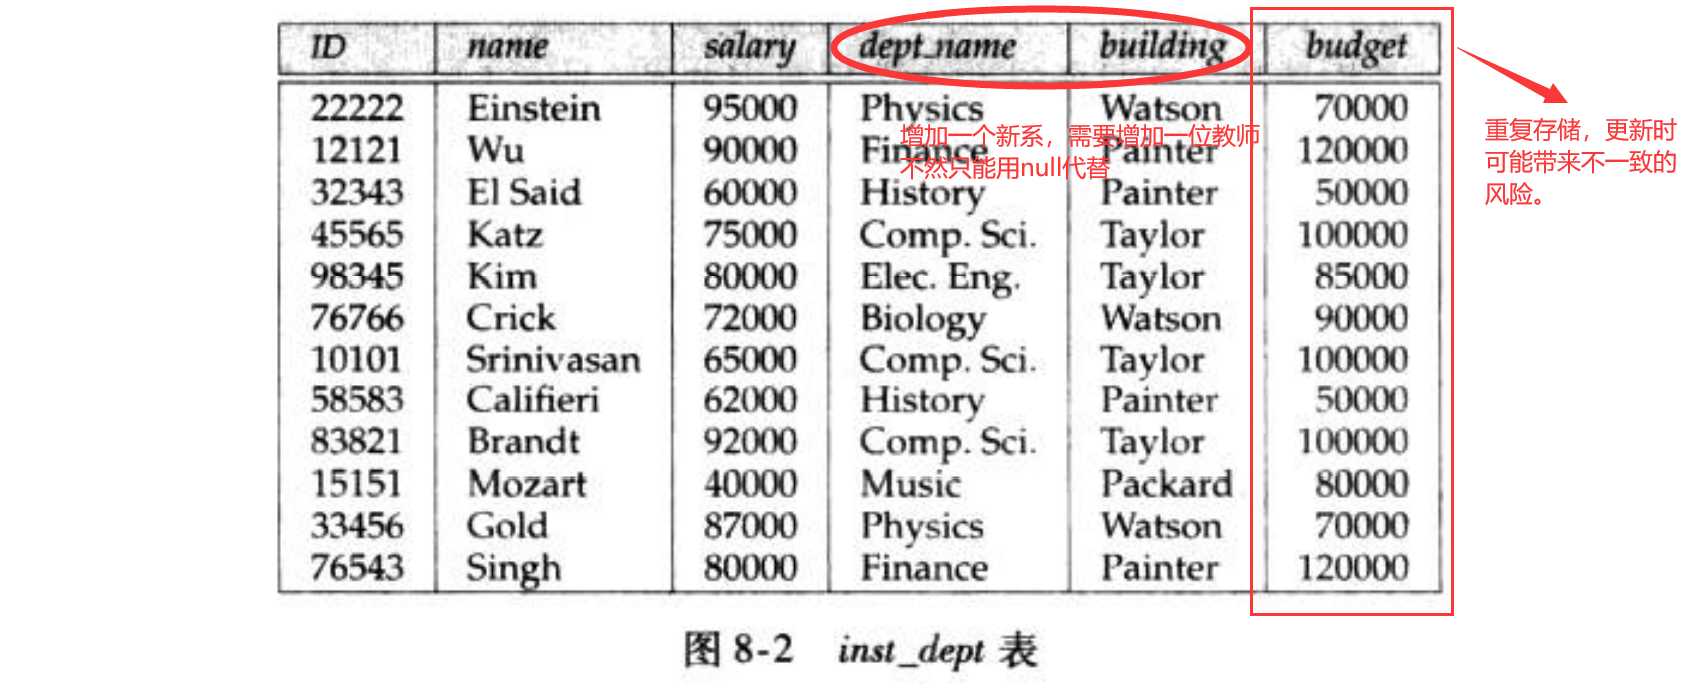 ID name salary dept_name building budget
22222 Einstein 95000 Physics Watson 70000
12121 Wu 90000 Finance Painter 120000
32343 El Said 60000 History Painter 50000
45565 Katz 75000 Comp. Sci. Taylor 100000
98345 Kim 80000 Elec. Eng. Taylor 85000
76766 Crick 72000 Biology Watson 90000
10101 Srinivasan 65000 Comp. Sci. Taylor 100000
58583 Califieri 62000 History Painter 50000
83821 Brandt 92000 Comp. Sci. Taylor 100000
15151 Mozart 40000 Music Packard 80000
33456 Gold 87000 Physics Watson 70000
76543 Singh 80000 Finance Painter 120000
增加一个新系，需要增加一位教师
不然只能用null代替
重复存储，更新时
可能带来不一致的
风险。
图 8-2 inst_dept 表